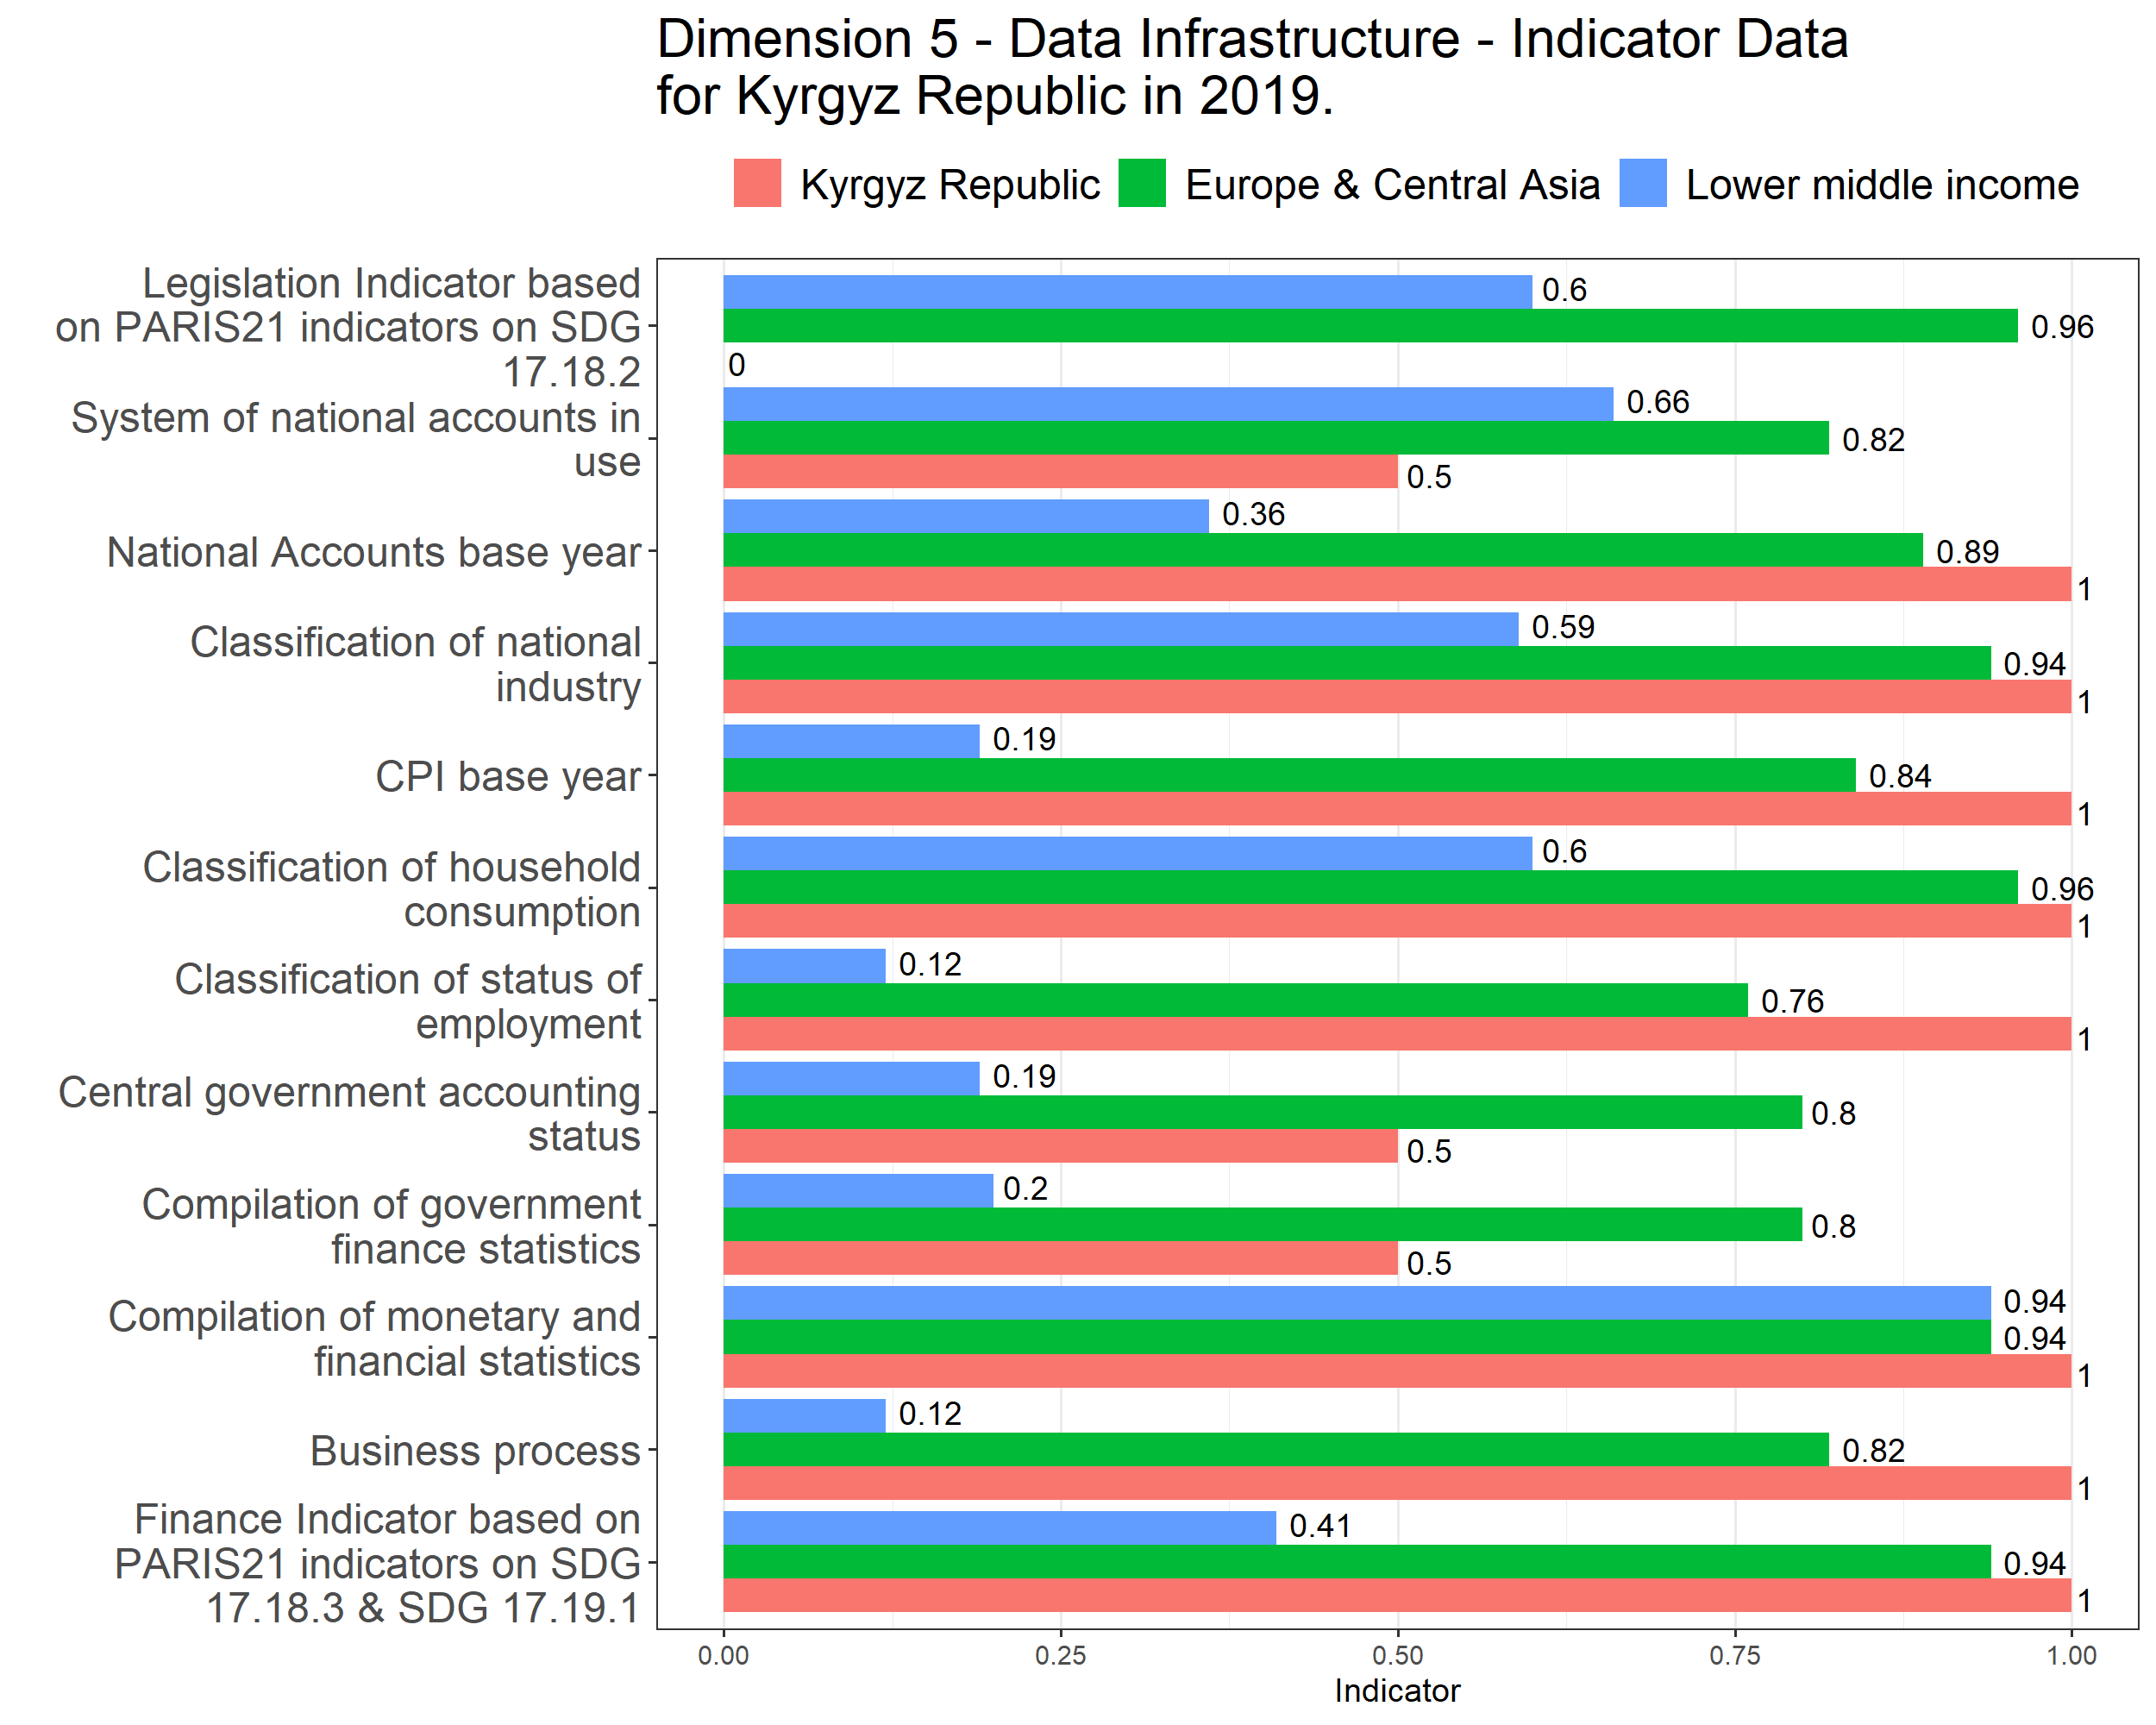 Dimension 5 - Data Infrastructure - Indicator Data
for Kyrgyz Republic in 2019.
Kyrgyz Republic Europe & Central Asia Lower middle income
Legislation Indicator based
on PARIS21 indicators on SDG
17.18.2
0.6
0.96
0
System of national accounts in
use
0.66
0.82
0.5
National Accounts base year
0.36
0.89
1
Classification of national
industry
0.59
0.94
1
CPI base year
0.19
0.84
1
Classification of household
consumption
0.6
0.96
1
Classification of status of
employment
0.12
0.76
1
Central government accounting
status
0.19
0.8
0.5
Compilation of government
finance statistics
0.2
0.8
0.5
Compilation of monetary and
financial statistics
0.94
0.94
1
Business process
0.12
0.82
1
Finance Indicator based on
PARIS21 indicators on SDG
17.18.3 & SDG 17.19.1
0.41
0.94
1
0.00 0.25 0.50 0.75 1.00
Indicator